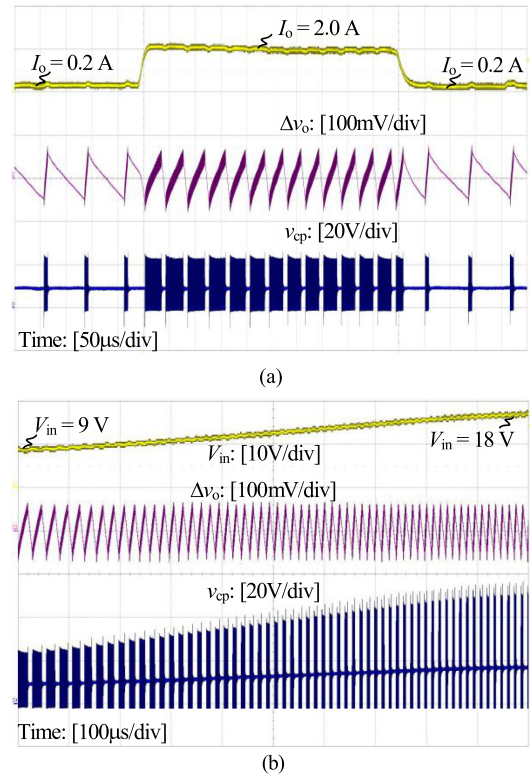 Io = 2.0 A
Io = 0.2 A
Io = 0.2 A
Δvo: [100mV/div]
vcp: [20V/div]
Time: [50μs/div]
(a)
Vin = 9 V
Vin = 18 V
Vin: [10V/div]
Δvo: [100mV/div]
vcp: [20V/div]
Time: [100μs/div]
(b)